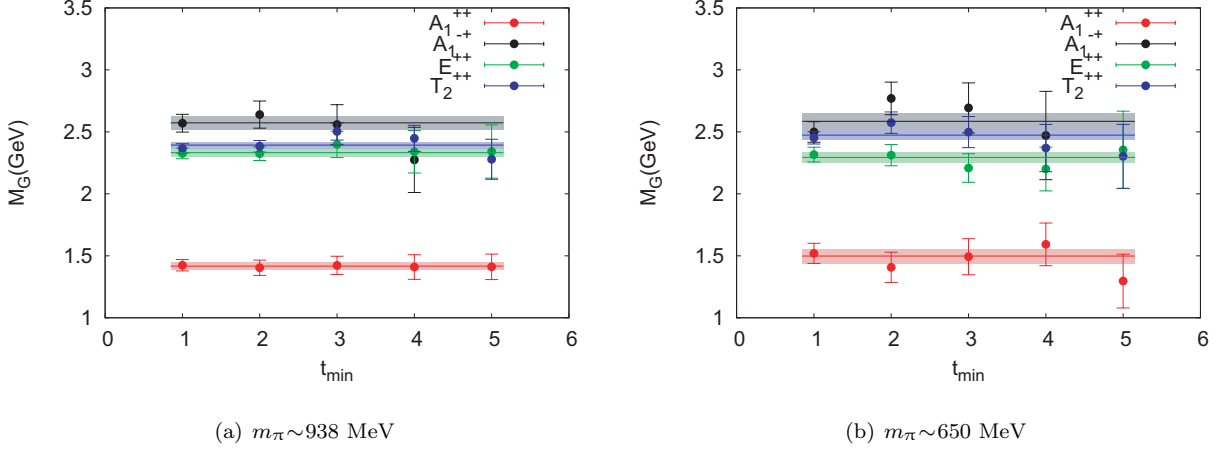 3.5
3
2.5
2
1.5
1
M_G(GeV)
0 1 2 3 4 5 6
t_min
A_1^{++}
A_1^{-+}
E^{++}
T_2^{++}
(a) m_π∼938 MeV
3.5
3
2.5
2
1.5
1
M_G(GeV)
0 1 2 3 4 5 6
t_min
A_1^{++}
A_1^{-+}
E^{++}
T_2^{++}
(b) m_π∼650 MeV